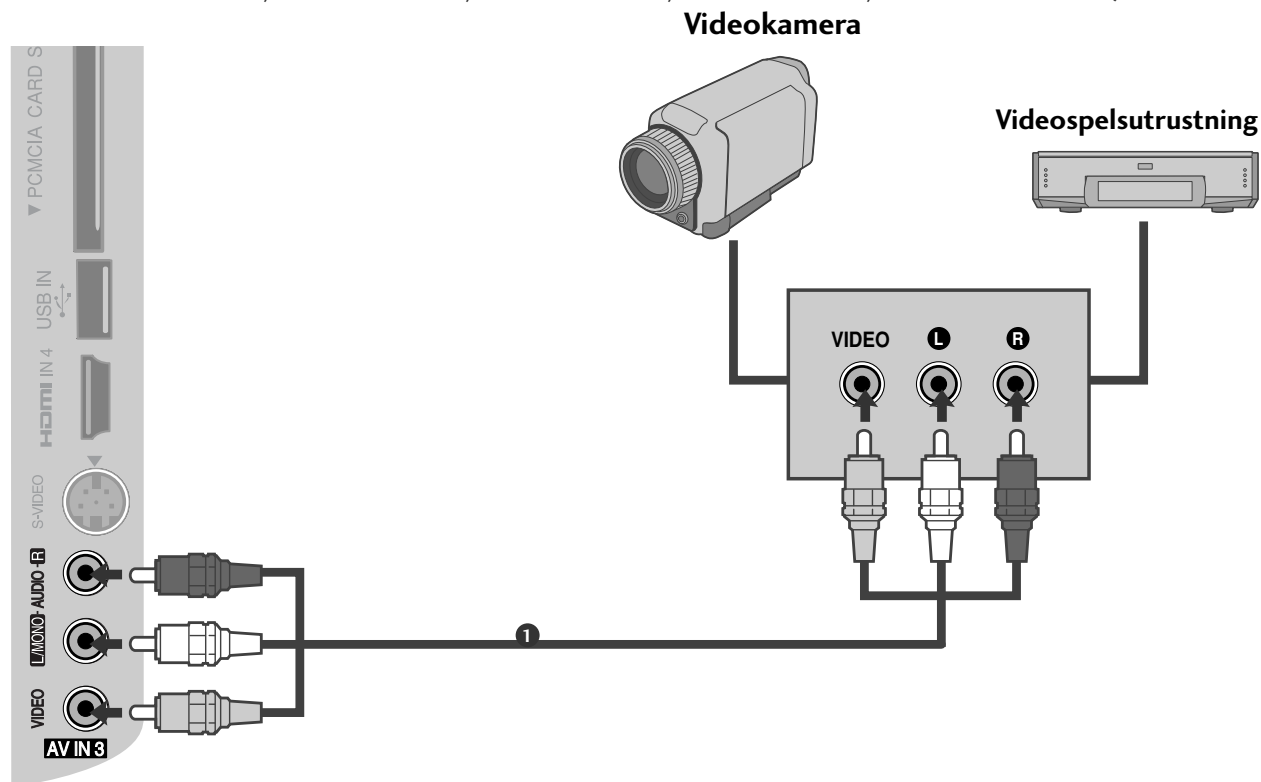 Videokamera
Videospelsutrustning
PCMCIA CARD S
USB IN
HDMI IN 4
S-VIDEO
L/MONO - AUDIO - R
VIDEO
AV IN 3
VIDEO L R
1